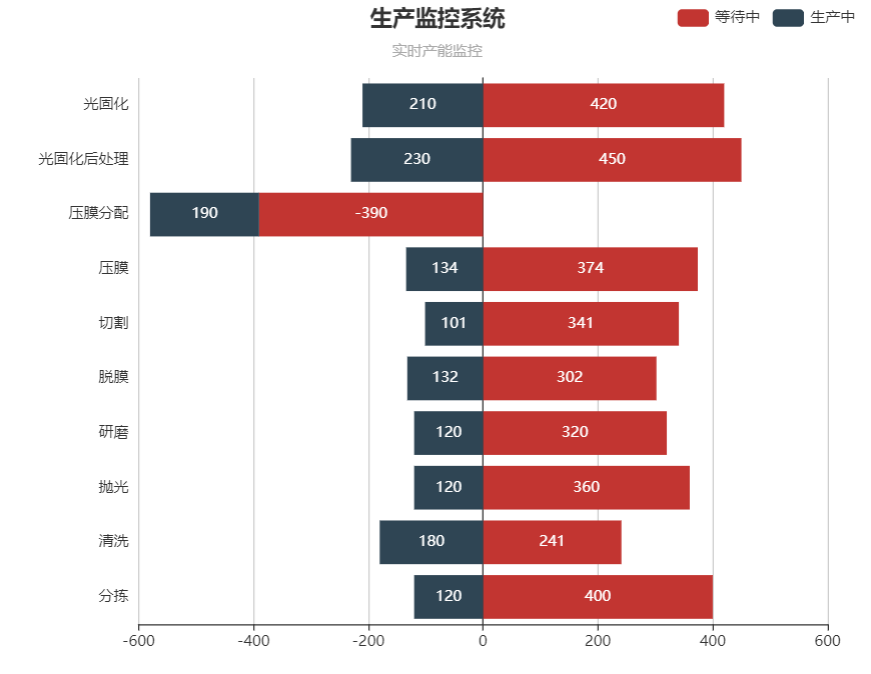 生产监控系统
等待中 生产中
实时产能监控
光固化 210 420
光固化后处理 230 450
压膜分配 190 -390
压膜 134 374
切割 101 341
脱膜 132 302
研磨 120 320
抛光 120 360
清洗 180 241
分拣 120 400
-600 -400 -200 0 200 400 600